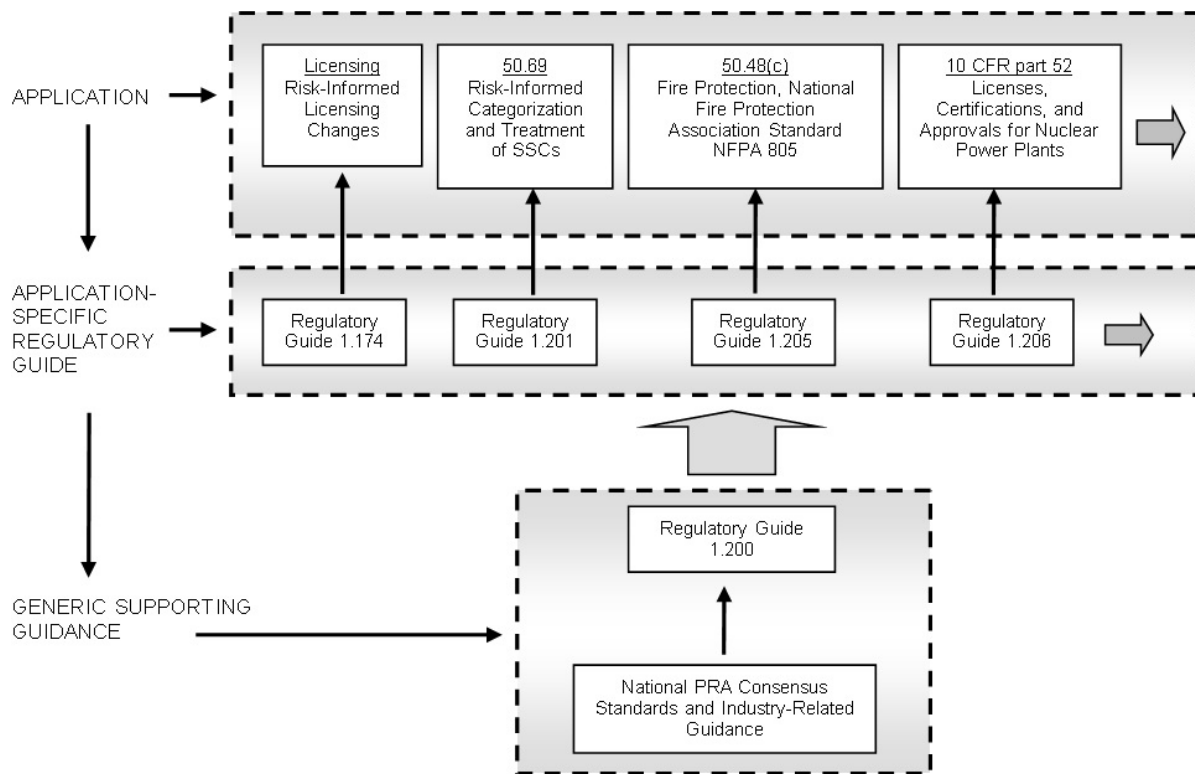 APPLICATION
Licensing
Risk-Informed
Licensing
Changes
50.69
Risk-Informed
Categorization
and Treatment
of SSCs
50.48(c)
Fire Protection, National
Fire Protection
Association Standard
NFPA 805
10 CFR part 52
Licenses,
Certifications, and
Approvals for Nuclear
Power Plants
APPLICATION-
SPECIFIC
REGULATORY
GUIDE
Regulatory
Guide 1.174
Regulatory
Guide 1.201
Regulatory
Guide 1.205
Regulatory
Guide 1.206
GENERIC SUPPORTING
GUIDANCE
Regulatory Guide
1.200
National PRA Consensus
Standards and Industry-Related
Guidance